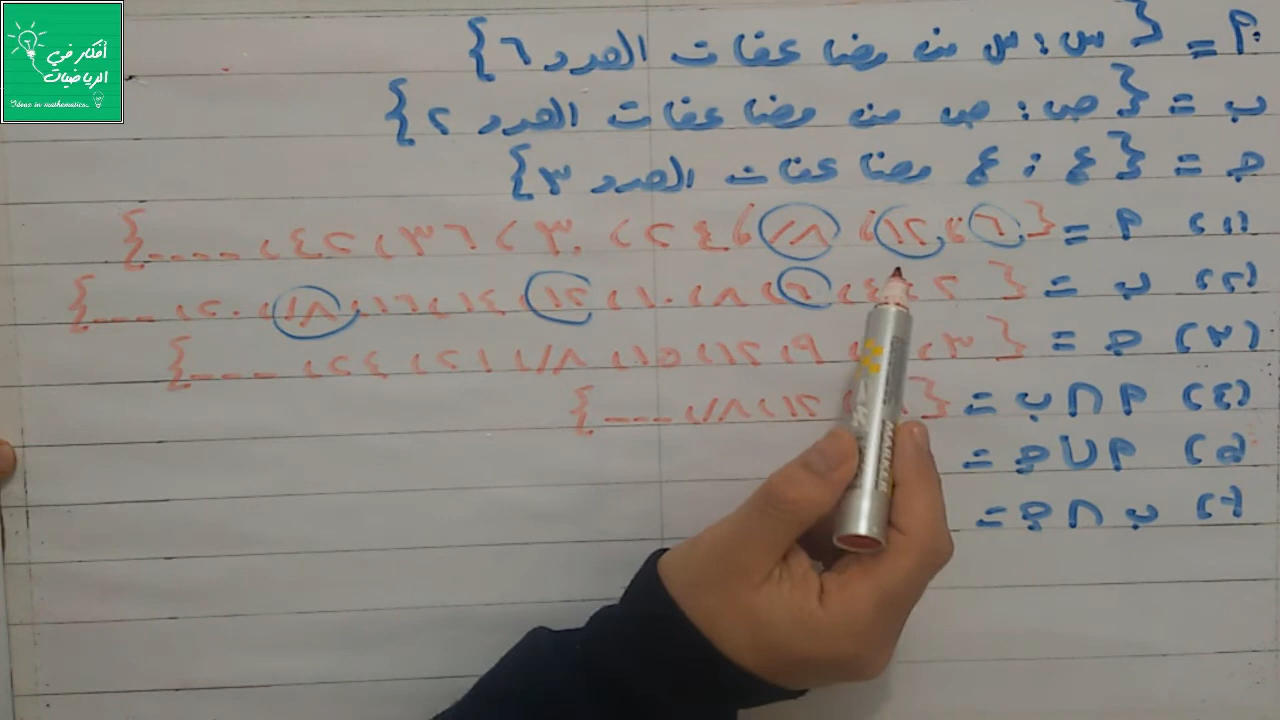 أفكار في
الرياضيات
Ideas in mathematics..
م = {س : س من مضاعفات العدد ٦}
ب = {ص : ص من مضاعفات العدد ٢}
ج = {ع : ع مضاعفات العدد ٣}
(١) م = {٦، ١٢، ١٨، ٢٤، ٣٠، ٣٦، ٤٢، ....}
(٢) ب = {٢، ٤، ٦، ٨، ١٠، ١٢، ١٤، ١٦، ١٨، ٢٠، ...}
(٣) ج = {٣، ٩، ١٢، ١٥، ١٨، ٢١، ٢٤، ....}
(٤) م ∩ ب = {١٢، ١٨، ...}
(٥) م ∪ ج =
(٦) ب ∩ ج =